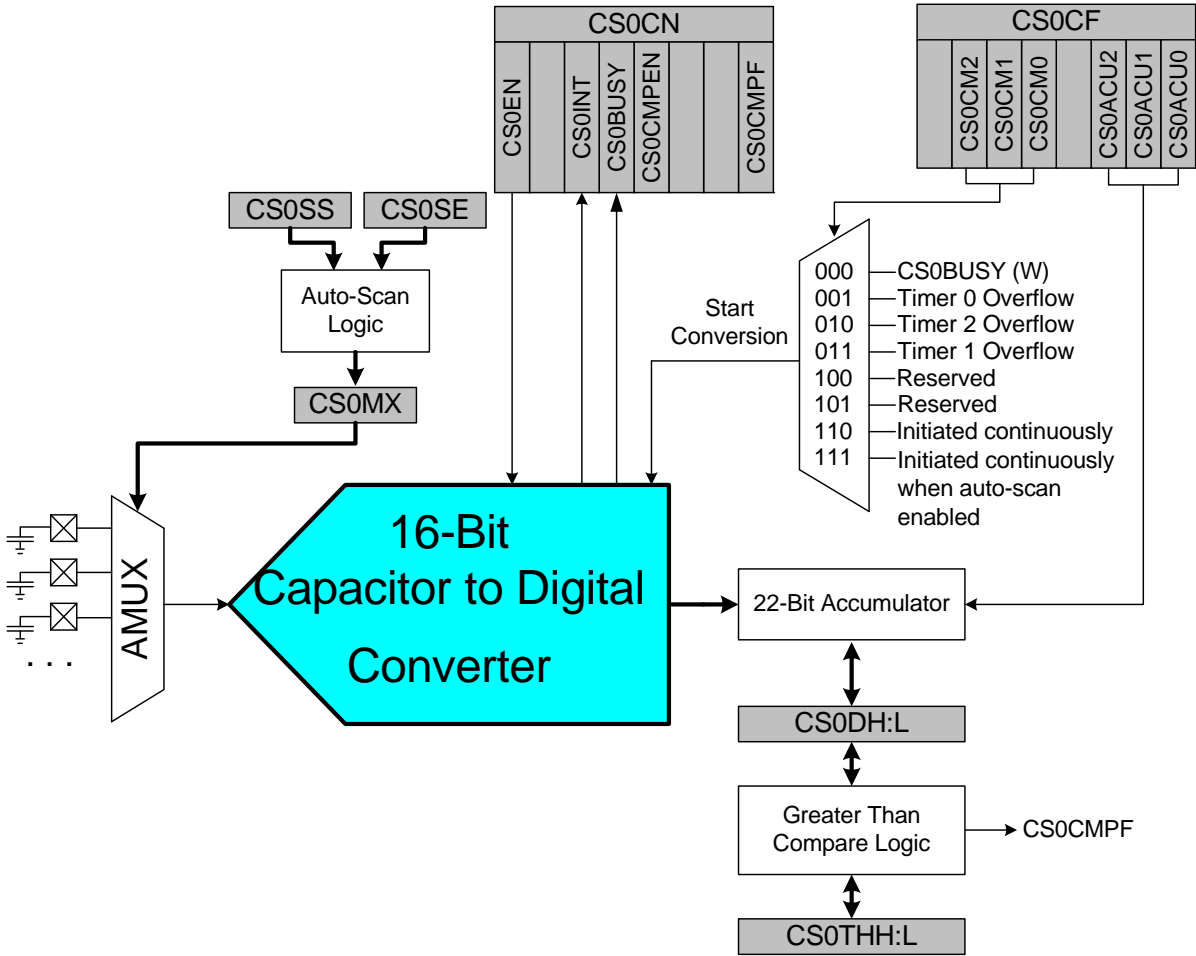 CS0CN
CS0EN
CS0INT
CS0BUSY
CS0CMPEN
CS0CMPF
CS0CF
CS0CM2
CS0CM1
CS0CM0
CS0ACU2
CS0ACU1
CS0ACU0
CS0SS
CS0SE
Auto-Scan
Logic
CS0MX
Start
Conversion
000 CS0BUSY (W)
001 Timer 0 Overflow
010 Timer 2 Overflow
011 Timer 1 Overflow
100 Reserved
101 Reserved
110 Initiated continuously
111 Initiated continuously
when auto-scan
enabled
AMUX
. . .
16-Bit
Capacitor to Digital
Converter
22-Bit Accumulator
CS0DH:L
Greater Than
Compare Logic
CS0CMPF
CS0THH:L